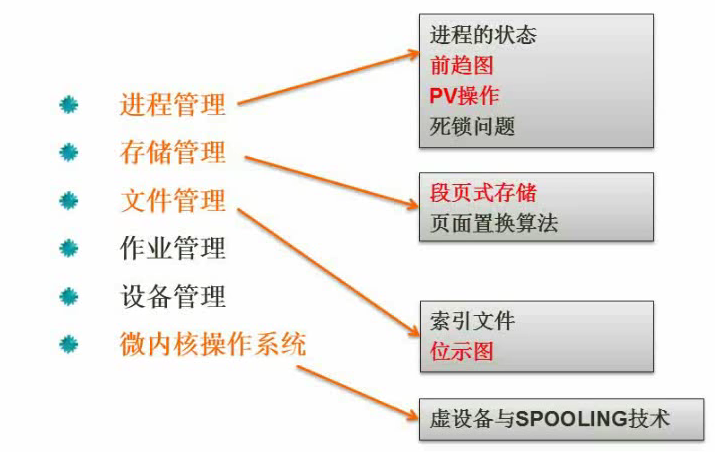 进程管理
存储管理
文件管理
作业管理
设备管理
微内核操作系统
进程的状态
前趋图
PV操作
死锁问题
段页式存储
页面置换算法
索引文件
位示图
虚设备与SPOOLING技术